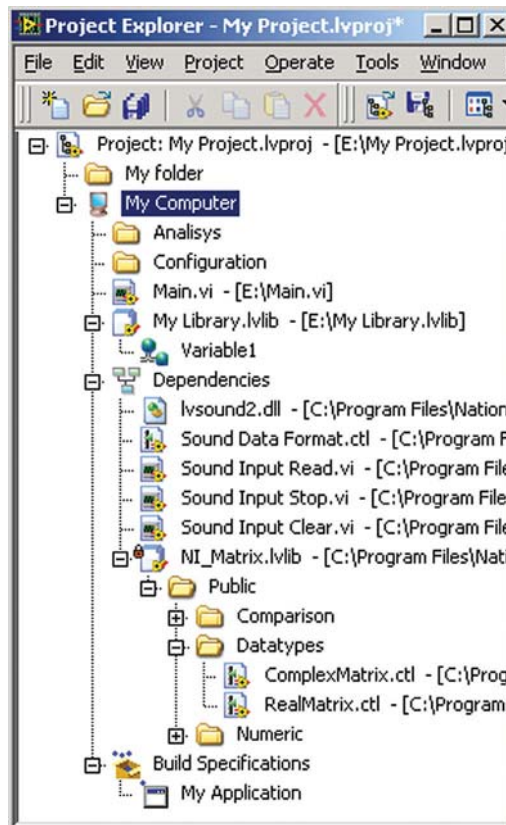 Project Explorer - My Project.lvproj*
File Edit View Project Operate Tools Window
Project: My Project.lvproj - [E:\My Project.lvproj
My folder
My Computer
Analisys
Configuration
Main.vi - [E:\Main.vi]
My Library.lvlib - [E:\My Library.lvlib]
Variable1
Dependencies
lvsound2.dll - [C:\Program Files\Nation
Sound Data Format.ctl - [C:\Program F
Sound Input Read.vi - [C:\Program File
Sound Input Stop.vi - [C:\Program File
Sound Input Clear.vi - [C:\Program File
NI_Matrix.lvlib - [C:\Program Files\Nati
Public
Comparison
Datatypes
ComplexMatrix.ctl - [C:\Prog
RealMatrix.ctl - [C:\Program
Numeric
Build Specifications
My Application